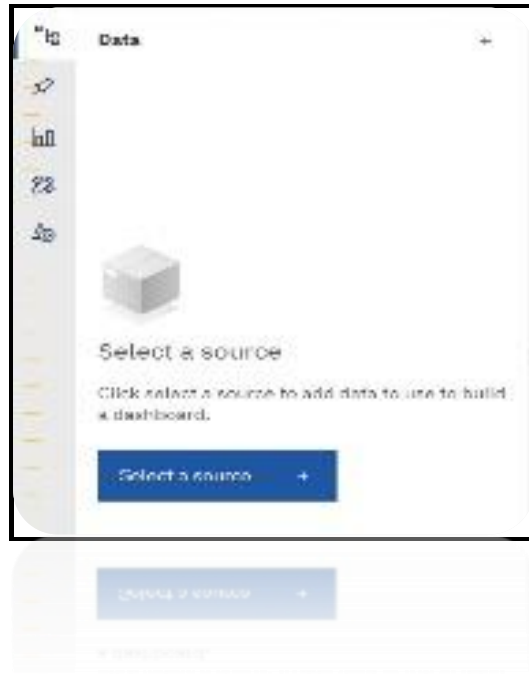 Data +
Select a source
Click select a source to add data to use to build
a dashboard.
Select a source +